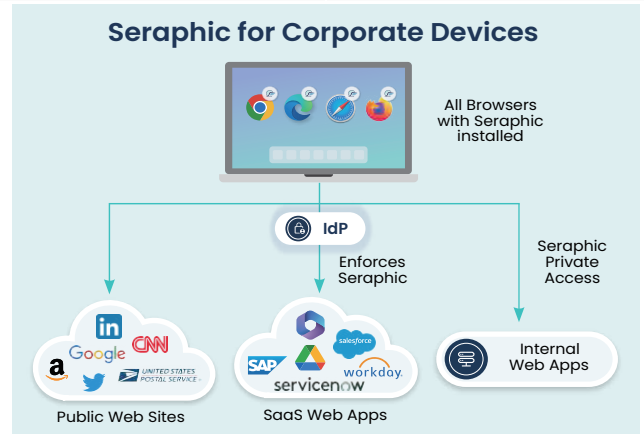 Seraphic for Corporate Devices
All Browsers
with Seraphic
installed
IdP
Enforces
Seraphic
Seraphic
Private
Access
in
CNN
Google
a
UNITED STATES
POSTAL SERVICE
Public Web Sites
salesforce
SAP
workday.
servicenow
SaaS Web Apps
Internal
Web Apps